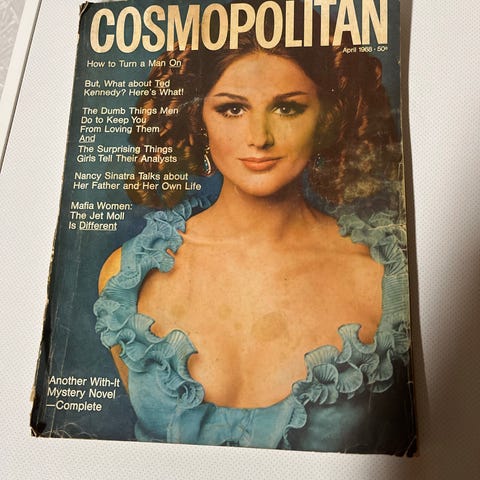 COSMOPOLITAN
April 1968 • 50¢
How to Turn a Man On
But, What about Ted
Kennedy? Here's What!
The Dumb Things Men
Do to Keep You
From Loving Them
And
The Surprising Things
Girls Tell Their Analysts
Nancy Sinatra Talks about
Her Father and Her Own Life
Mafia Women:
The Jet Moll
Is Different
Another With-It
Mystery Novel
—Complete